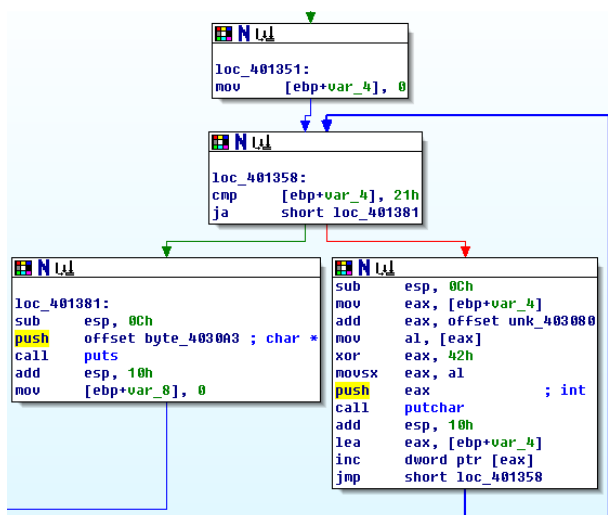 loc_401351:
mov [ebp+var_4], 0
loc_401358:
cmp [ebp+var_4], 21h
ja short loc_401381
loc_401381:
sub esp, 0Ch
push offset byte_4030A3 ; char *
call puts
add esp, 10h
mov [ebp+var_8], 0
sub esp, 0Ch
mov eax, [ebp+var_4]
add eax, offset unk_403080
mov al, [eax]
xor eax, 42h
movsx eax, al
push eax ; int
call putchar
add esp, 10h
lea eax, [ebp+var_4]
inc dword ptr [eax]
jmp short loc_401358